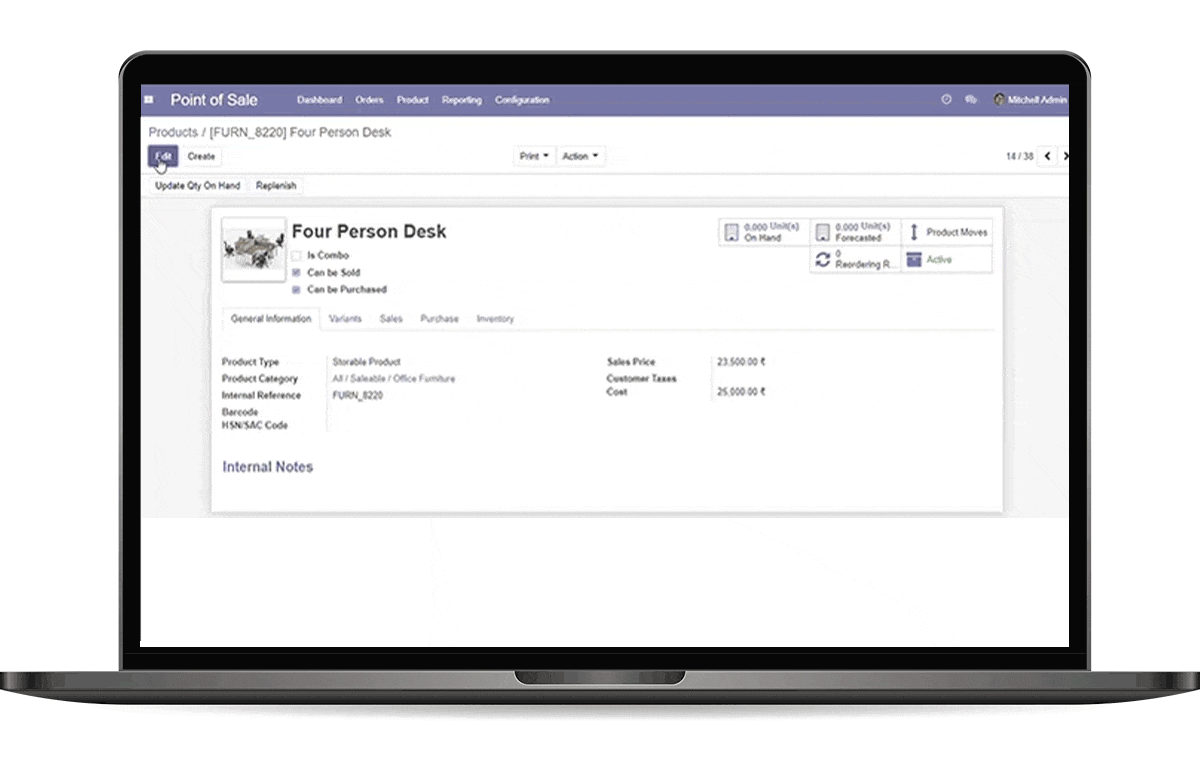 Point of Sale Dashboard Orders Product Reporting Configuration Mitchell Admin
Products / [FURN_8220] Four Person Desk
Edit Create Print Action 14 / 38
Update Qty On Hand Replenish
Four Person Desk
Is Combo
Can be Sold
Can be Purchased
0.000 Unit(s)
On Hand
0.000 Unit(s)
Forecasted
Product Moves
0
Reordering R...
Active
General Information Variants Sales Purchase Inventory
Product Type Storable Product
Product Category All / Saleable / Office Furniture
Internal Reference FURN_8220
Barcode
HSN/SAC Code
Sales Price 23,500.00 ₹
Customer Taxes
Cost 25,000.00 ₹
Internal Notes